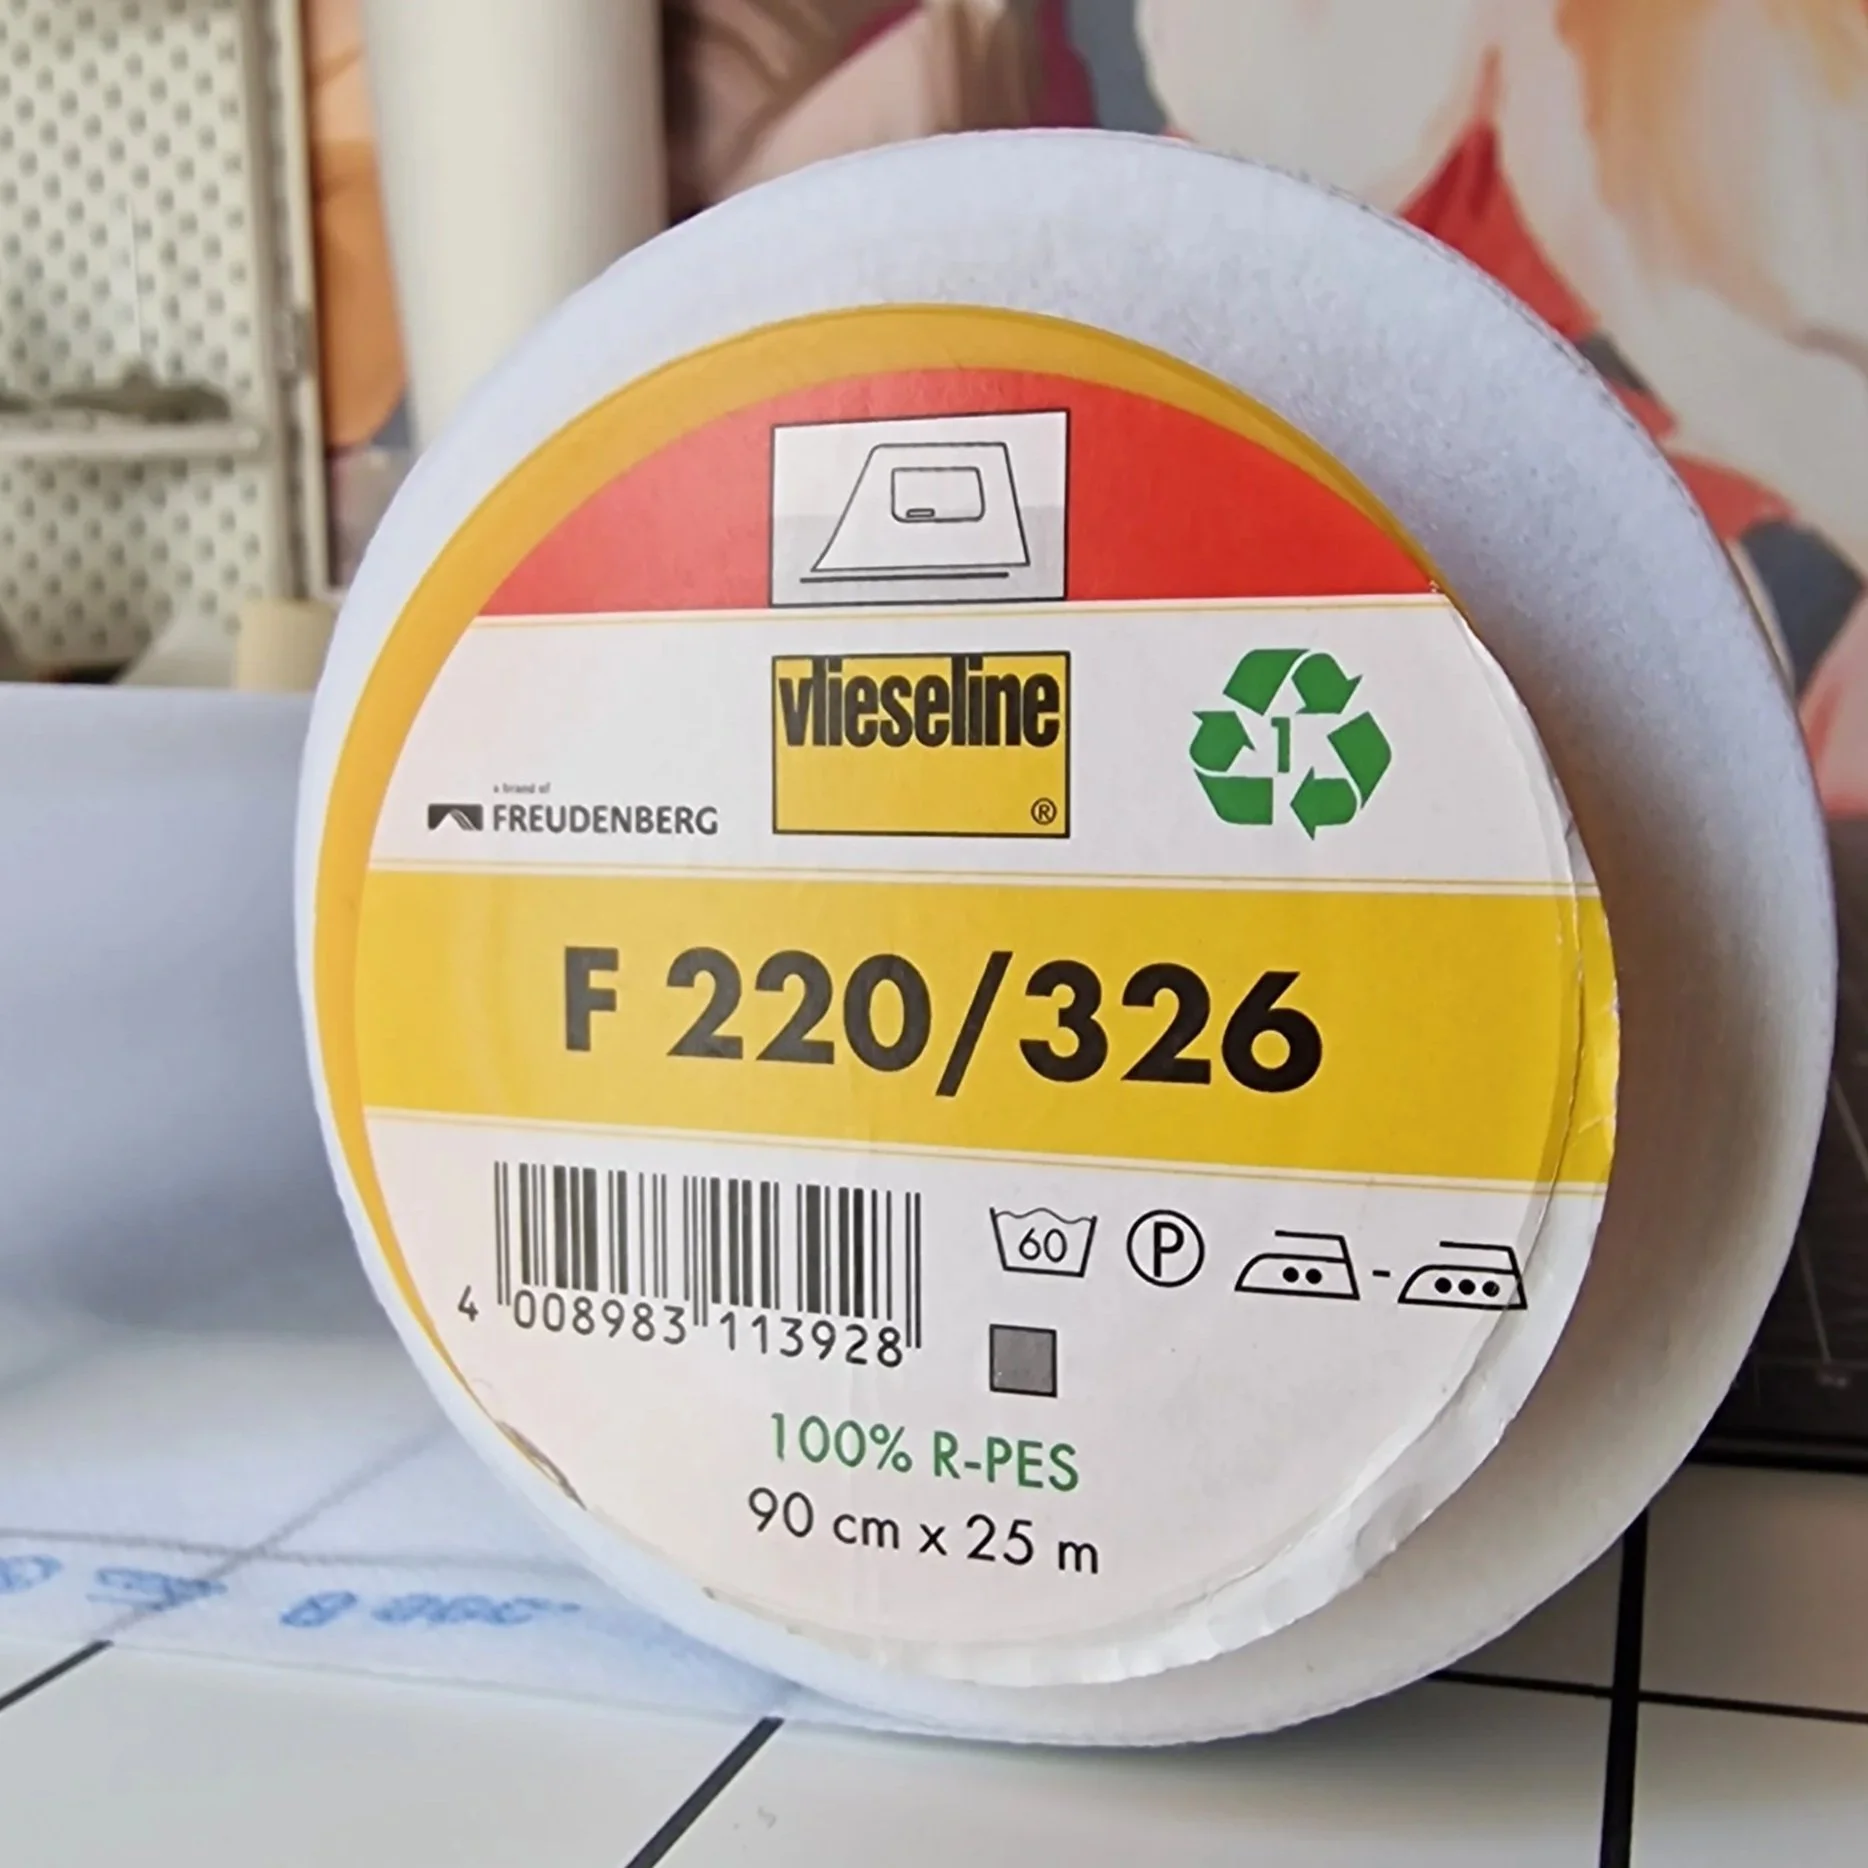 vlieseline
®
a brand of
FREUDENBERG
1
F 220/326
4 008983 113928
60
P
100% R-PES
90 cm x 25 m